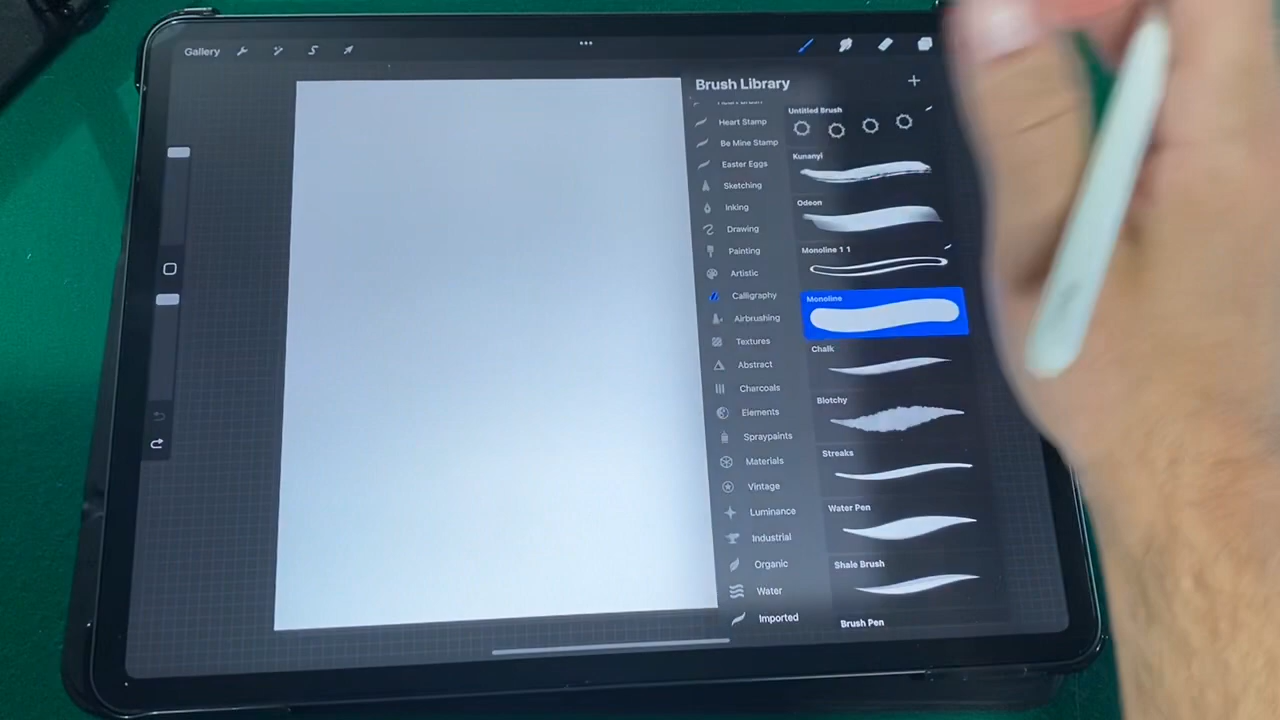 Gallery
Brush Library
Heart Stamp
Be Mine Stamp
Easter Eggs
Sketching
Inking
Drawing
Painting
Artistic
Calligraphy
Airbrushing
Textures
Abstract
Charcoals
Elements
Spraypaints
Materials
Vintage
Luminance
Industrial
Organic
Water
Imported
Untitled Brush
Kunanyi
Odeon
Monoline 1 1
Monoline
Chalk
Blotchy
Streaks
Water Pen
Shale Brush
Brush Pen